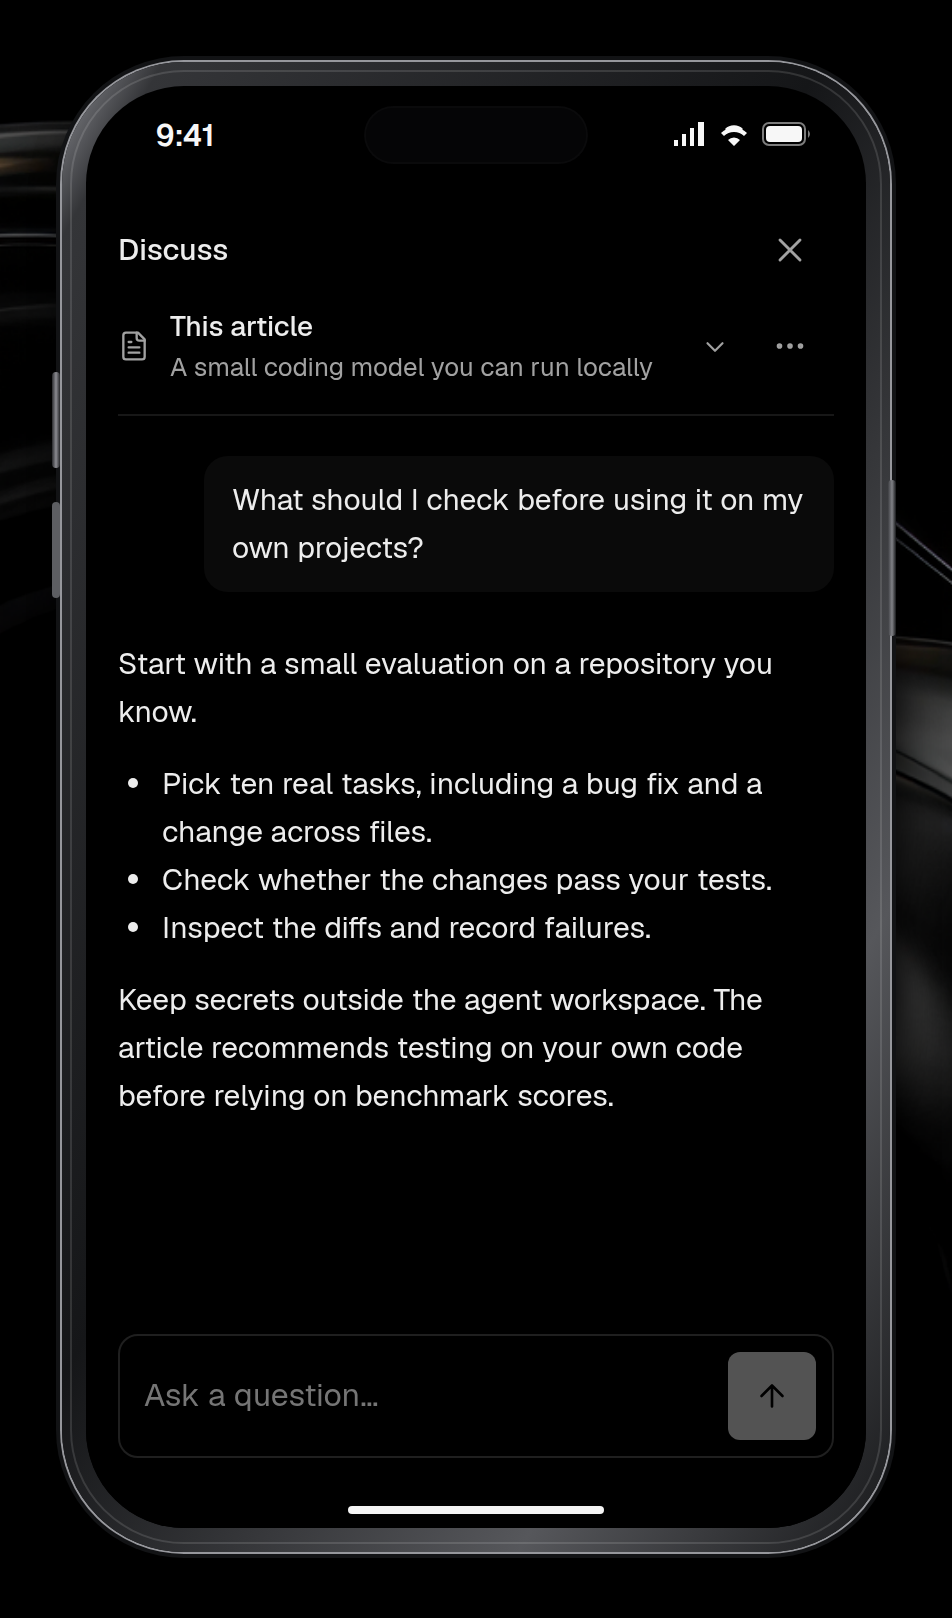 9:41
Discuss
This article
A small coding model you can run locally
What should I check before using it on my
own projects?
Start with a small evaluation on a repository you
know.
• Pick ten real tasks, including a bug fix and a
change across files.
• Check whether the changes pass your tests.
• Inspect the diffs and record failures.
Keep secrets outside the agent workspace. The
article recommends testing on your own code
before relying on benchmark scores.
Ask a question...